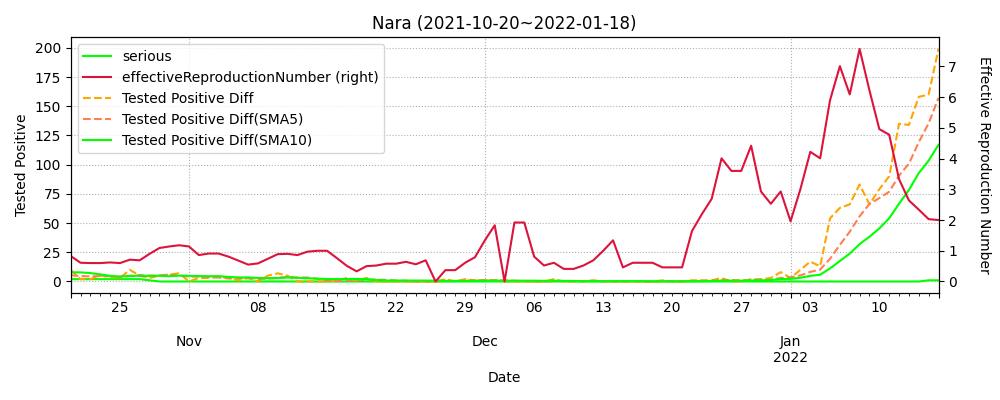 Nara (2021-10-20~2022-01-18)
serious
effectiveReproductionNumber (right)
Tested Positive Diff
Tested Positive Diff(SMA5)
Tested Positive Diff(SMA10)
Tested Positive
200
175
150
125
100
75
50
25
0
7
6
5
4
3
2
1
0
Effective Reproduction Number
25 08 15 22 29 06 13 20 27 03 10
Nov Dec Jan
2022
Date